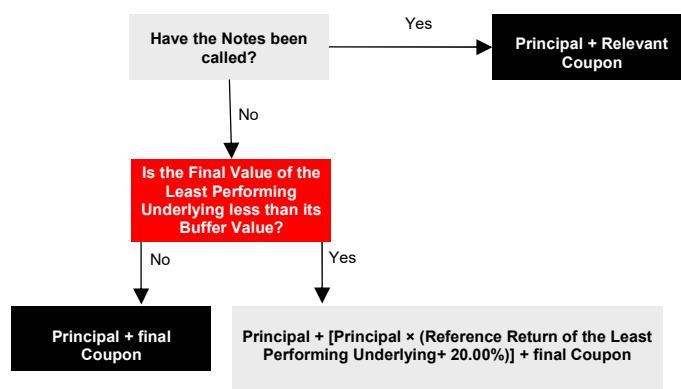 Have the Notes been
called?
Yes
Principal + Relevant
Coupon
No
Is the Final Value of the
Least Performing
Underlying less than its
Buffer Value?
No
Yes
Principal + final
Coupon
Principal + [Principal × (Reference Return of the Least
Performing Underlying+ 20.00%)] + final Coupon